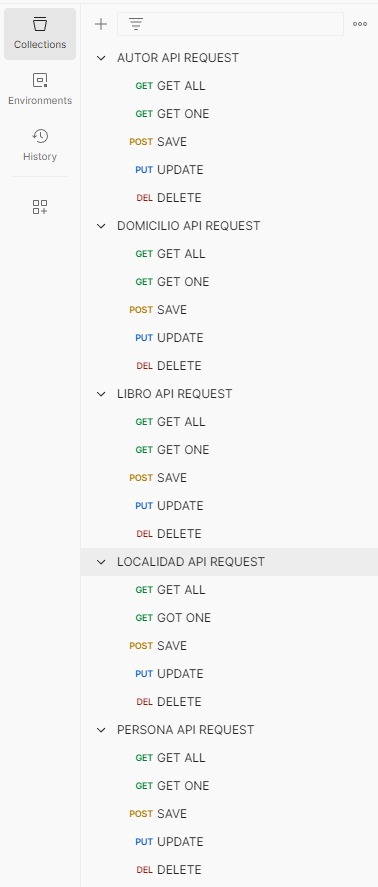 Collections
Environments
History
AUTOR API REQUEST
GET GET ALL
GET GET ONE
POST SAVE
PUT UPDATE
DEL DELETE
DOMICILIO API REQUEST
GET GET ALL
GET GET ONE
POST SAVE
PUT UPDATE
DEL DELETE
LIBRO API REQUEST
GET GET ALL
GET GET ONE
POST SAVE
PUT UPDATE
DEL DELETE
LOCALIDAD API REQUEST
GET GET ALL
GET GOT ONE
POST SAVE
PUT UPDATE
DEL DELETE
PERSONA API REQUEST
GET GET ALL
GET GET ONE
POST SAVE
PUT UPDATE
DEL DELETE